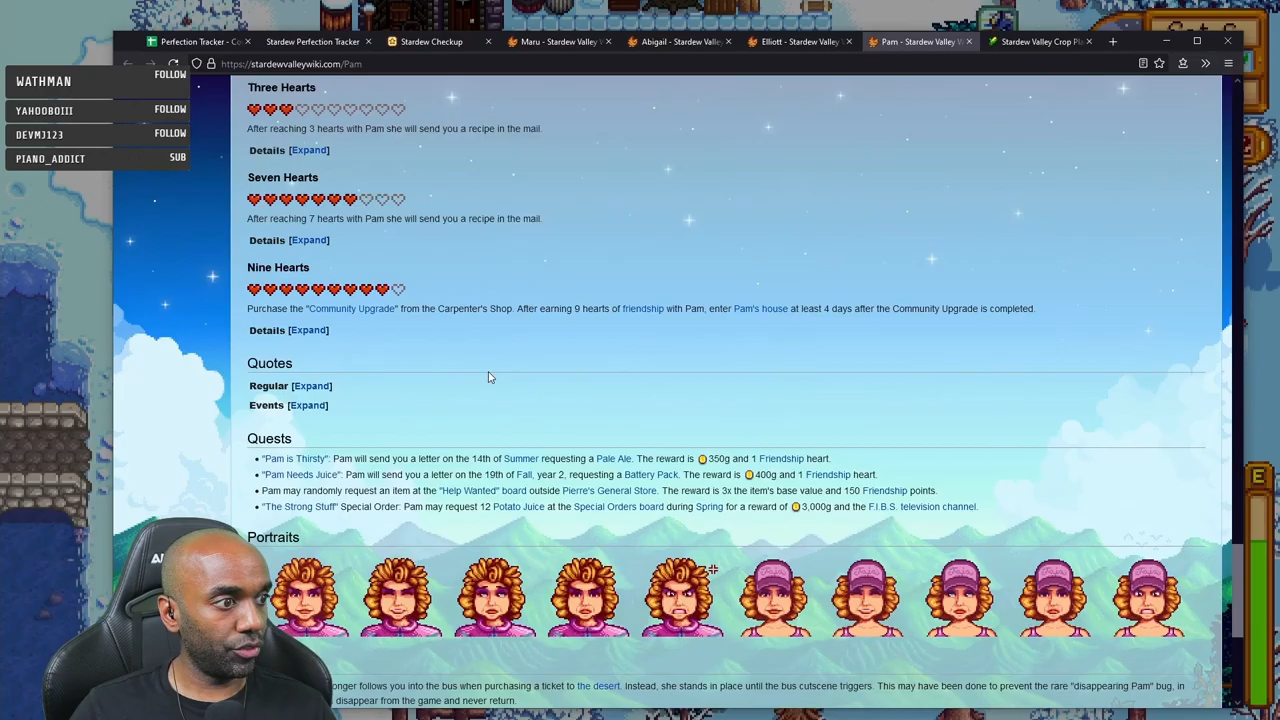 Perfection Tracker - Co
Stardew Perfection Tracker
Stardew Checkup
Maru - Stardew Valley W
Abigail - Stardew Valley
Elliott - Stardew Valley W
Pam - Stardew Valley W
Stardew Valley Crop Pla
https://stardewvalleywiki.com/Pam
WATHMAN FOLLOW
YAHOOBOIII FOLLOW
DEVMJ123 FOLLOW
PIANO_ADDICT SUB
Three Hearts
After reaching 3 hearts with Pam she will send you a recipe in the mail.
Details [Expand]
Seven Hearts
After reaching 7 hearts with Pam she will send you a recipe in the mail.
Details [Expand]
Nine Hearts
Purchase the "Community Upgrade" from the Carpenter's Shop. After earning 9 hearts of friendship with Pam, enter Pam's house at least 4 days after the Community Upgrade is completed.
Details [Expand]
Quotes
Regular [Expand]
Events [Expand]
Quests
• "Pam is Thirsty": Pam will send you a letter on the 14th of Summer requesting a Pale Ale. The reward is 350g and 1 Friendship heart.
• "Pam Needs Juice": Pam will send you a letter on the 19th of Fall, year 2, requesting a Battery Pack. The reward is 400g and 1 Friendship heart.
• Pam may randomly request an item at the "Help Wanted" board outside Pierre's General Store. The reward is 3x the item's base value and 150 Friendship points.
• "The Strong Stuff" Special Order: Pam may request 12 Potato Juice at the Special Orders board during Spring for a reward of 3,000g and the F.I.B.S. television channel.
Portraits
onger follows you into the bus when purchasing a ticket to the desert. Instead, she stands in place until the bus cutscene triggers. This may have been done to prevent the rare "disappearing Pam" bug, in
disappear from the game and never return.
E